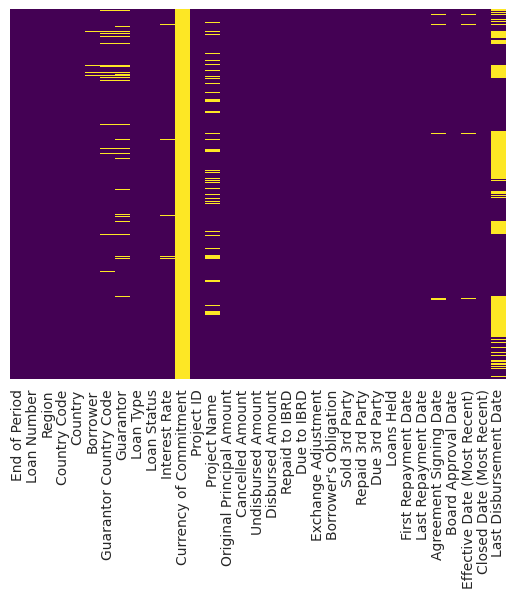 End of Period
Loan Number
Region
Country Code
Country
Borrower
Guarantor Country Code
Guarantor
Loan Type
Loan Status
Interest Rate
Currency of Commitment
Project ID
Project Name
Original Principal Amount
Cancelled Amount
Undisbursed Amount
Disbursed Amount
Repaid to IBRD
Due to IBRD
Exchange Adjustment
Borrower's Obligation
Sold 3rd Party
Repaid 3rd Party
Due 3rd Party
Loans Held
First Repayment Date
Last Repayment Date
Agreement Signing Date
Board Approval Date
Effective Date (Most Recent)
Closed Date (Most Recent)
Last Disbursement Date